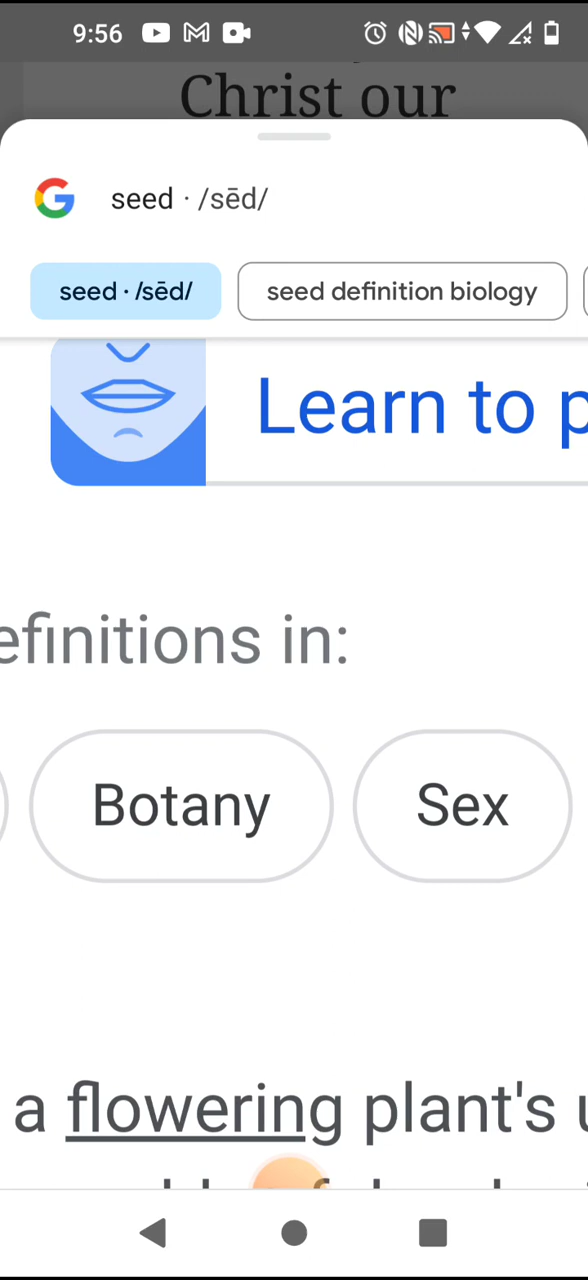 9:56
Christ our
seed · /sēd/
seed · /sēd/ seed definition biology
Learn to p
efinitions in:
Botany Sex
a flowering plant's u